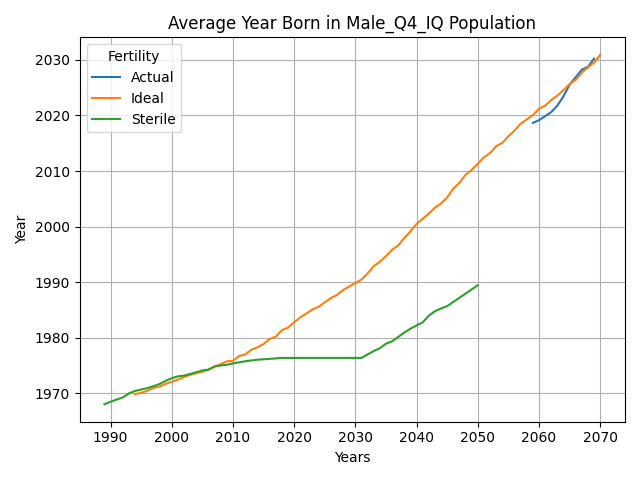 Average Year Born in Male_Q4_IQ Population
Fertility
Actual
Ideal
Sterile
Year
2030
2020
2010
2000
1990
1980
1970
1990 2000 2010 2020 2030 2040 2050 2060 2070
Years